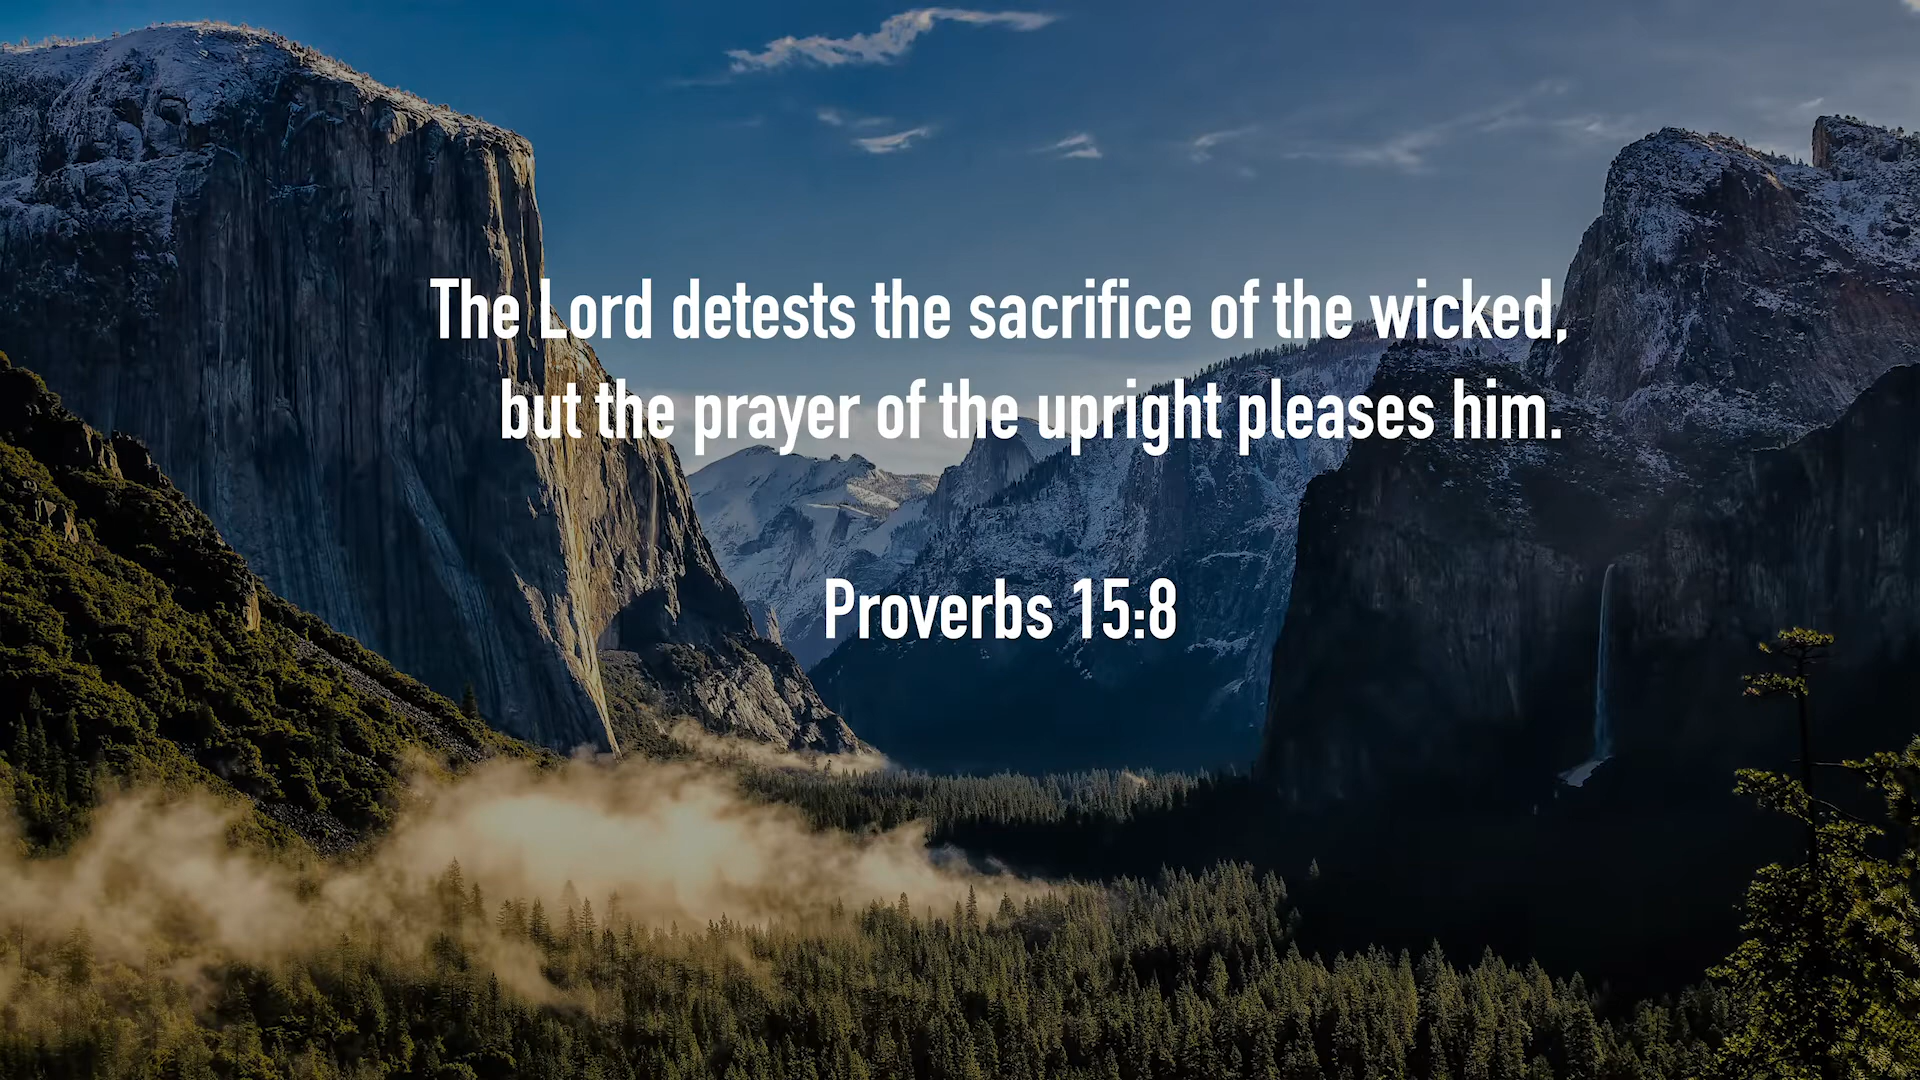 The Lord detests the sacrifice of the wicked,
but the prayer of the upright pleases him.
Proverbs 15:8